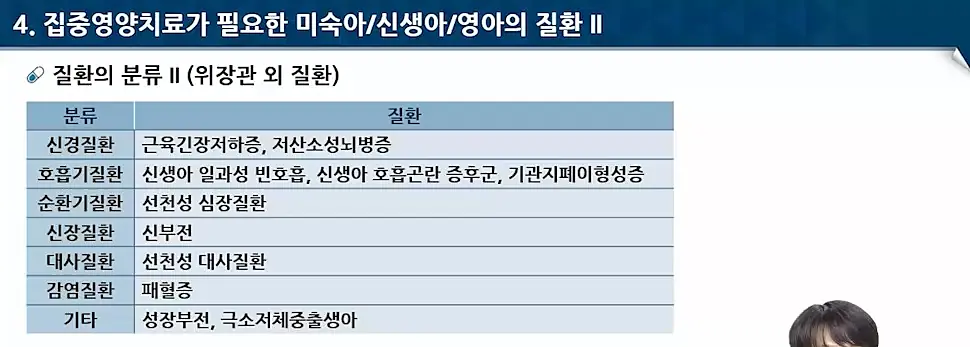 4. 집중영양치료가 필요한 미숙아/신생아/영아의 질환 II
질환의 분류 II (위장관 외 질환)
분류 질환
신경질환 근육긴장저하증, 저산소성뇌병증
호흡기질환 신생아 일과성 빈호흡, 신생아 호흡곤란 증후군, 기관지폐이형성증
순환기질환 선천성 심장질환
신장질환 신부전
대사질환 선천성 대사질환
감염질환 패혈증
기타 성장부전, 극소저체중출생아